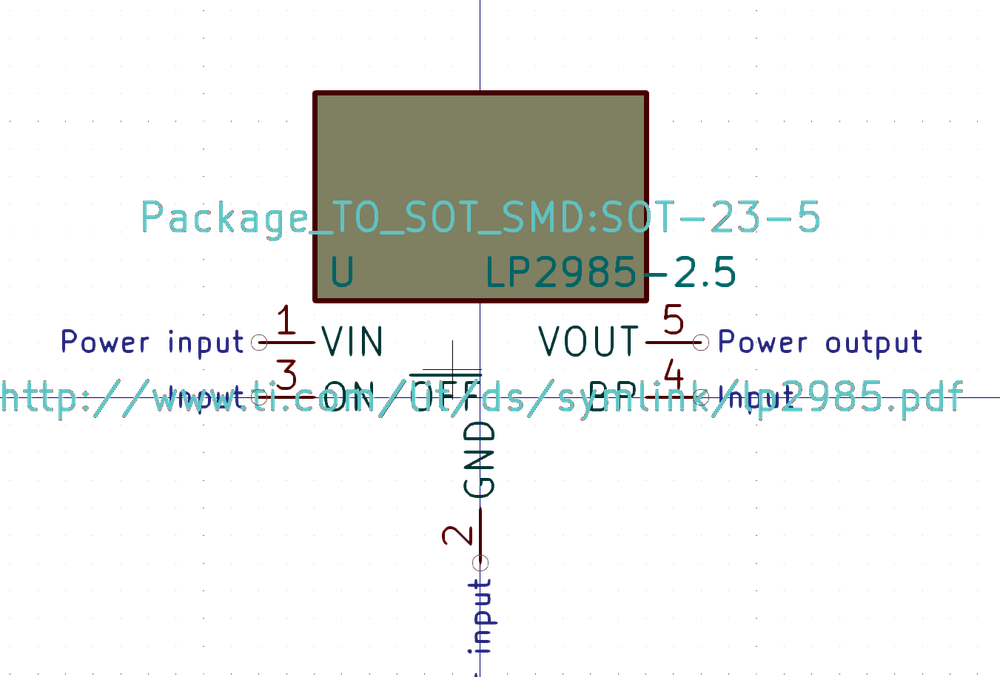 Package_TO_SOT_SMD:SOT-23-5
U LP2985-2.5
Power input 1 VIN VOUT 5 Power output
Input 3 ON OFF BP 4 Input
http://www.ti.com/lit/ds/symlink/lp2985.pdf
GND
2
input